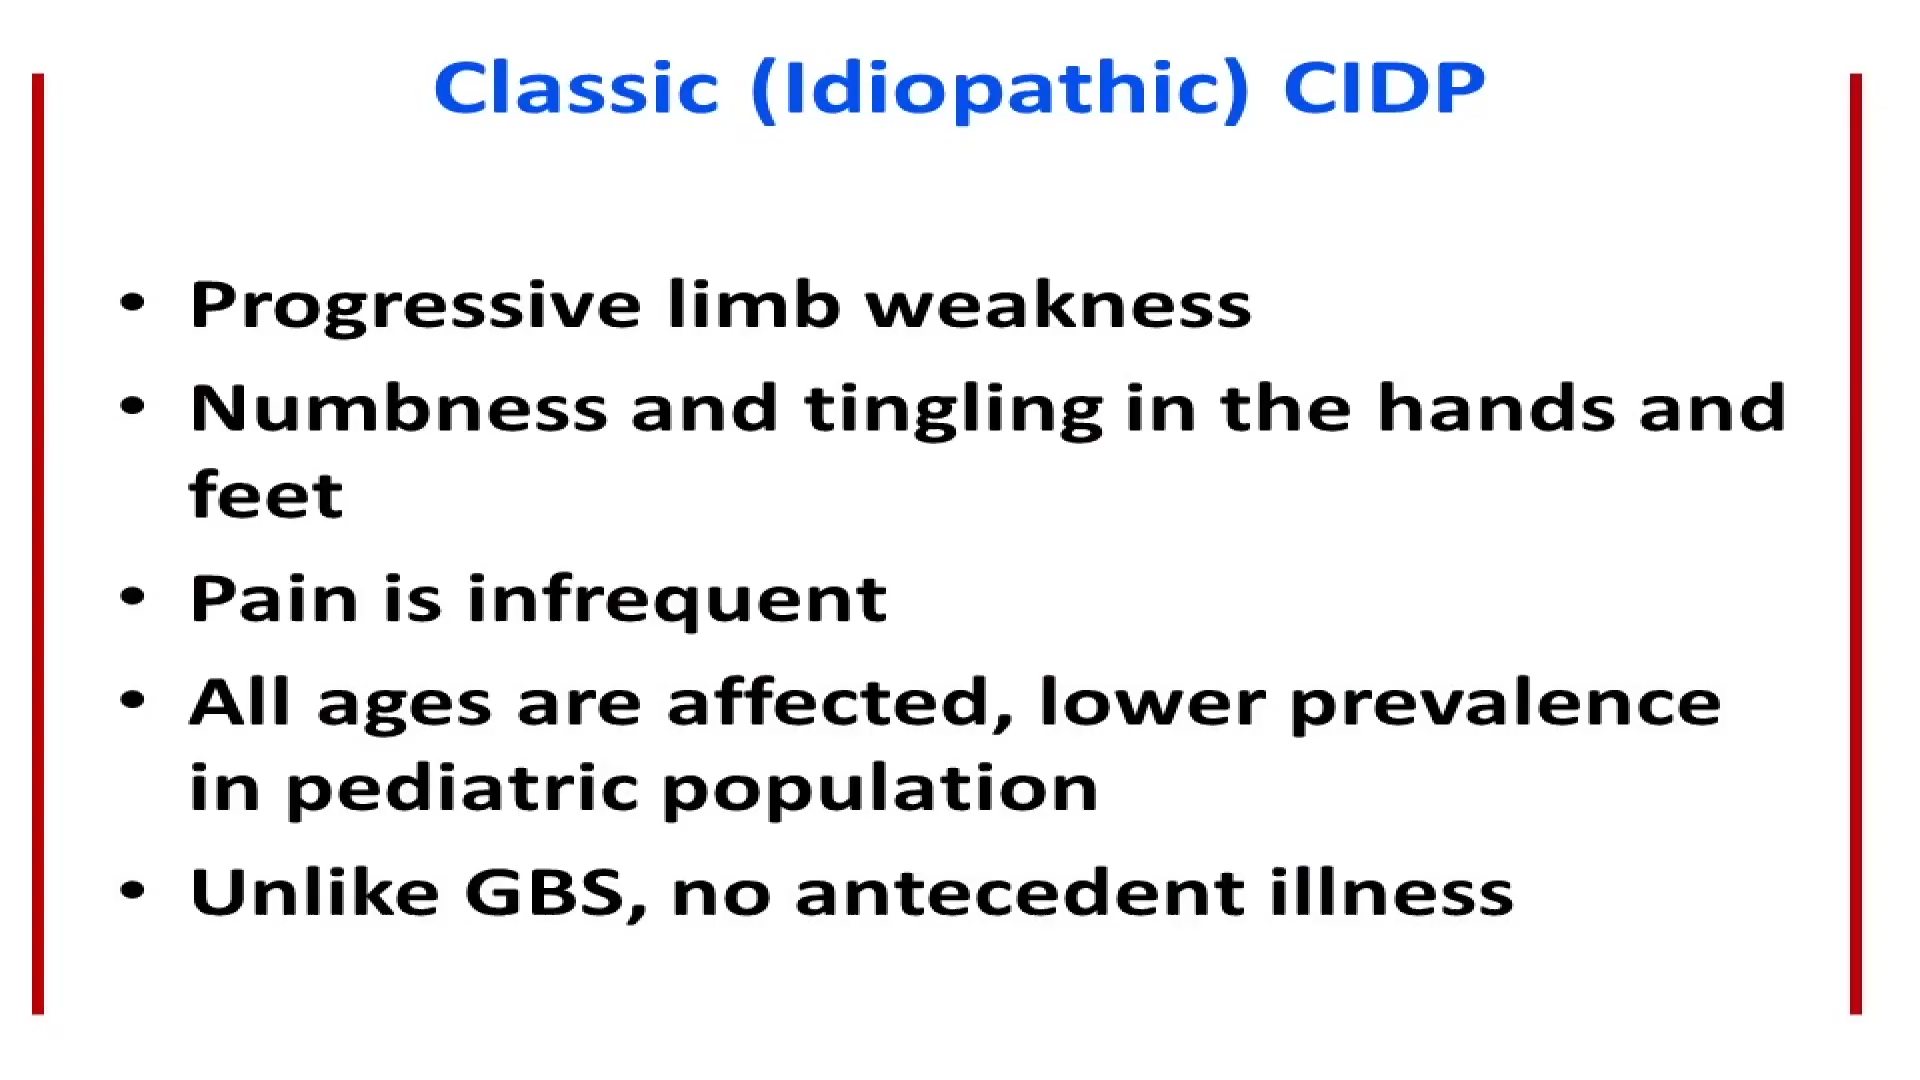 Classic (Idiopathic) CIDP
• Progressive limb weakness
• Numbness and tingling in the hands and
feet
• Pain is infrequent
• All ages are affected, lower prevalence
in pediatric population
• Unlike GBS, no antecedent illness